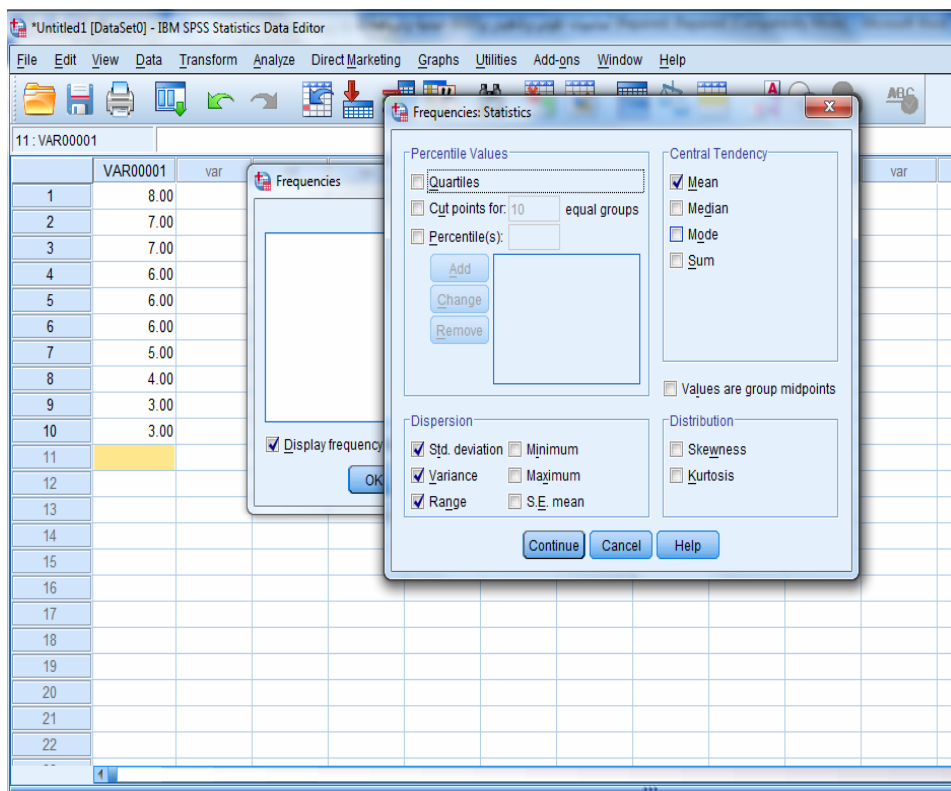 *Untitled1 [DataSet0] - IBM SPSS Statistics Data Editor
File Edit View Data Transform Analyze Direct Marketing Graphs Utilities Add-ons Window Help
11 : VAR00001
VAR00001 var var
1 8.00
2 7.00
3 7.00
4 6.00
5 6.00
6 6.00
7 5.00
8 4.00
9 3.00
10 3.00
11
12
13
14
15
16
17
18
19
20
21
22
Frequencies
Display frequency
OK
Frequencies: Statistics
Percentile Values
Quartiles
Cut points for: 10 equal groups
Percentile(s):
Add
Change
Remove
Central Tendency
Mean
Median
Mode
Sum
Values are group midpoints
Dispersion
Std. deviation Minimum
Variance Maximum
Range S.E. mean
Distribution
Skewness
Kurtosis
Continue Cancel Help